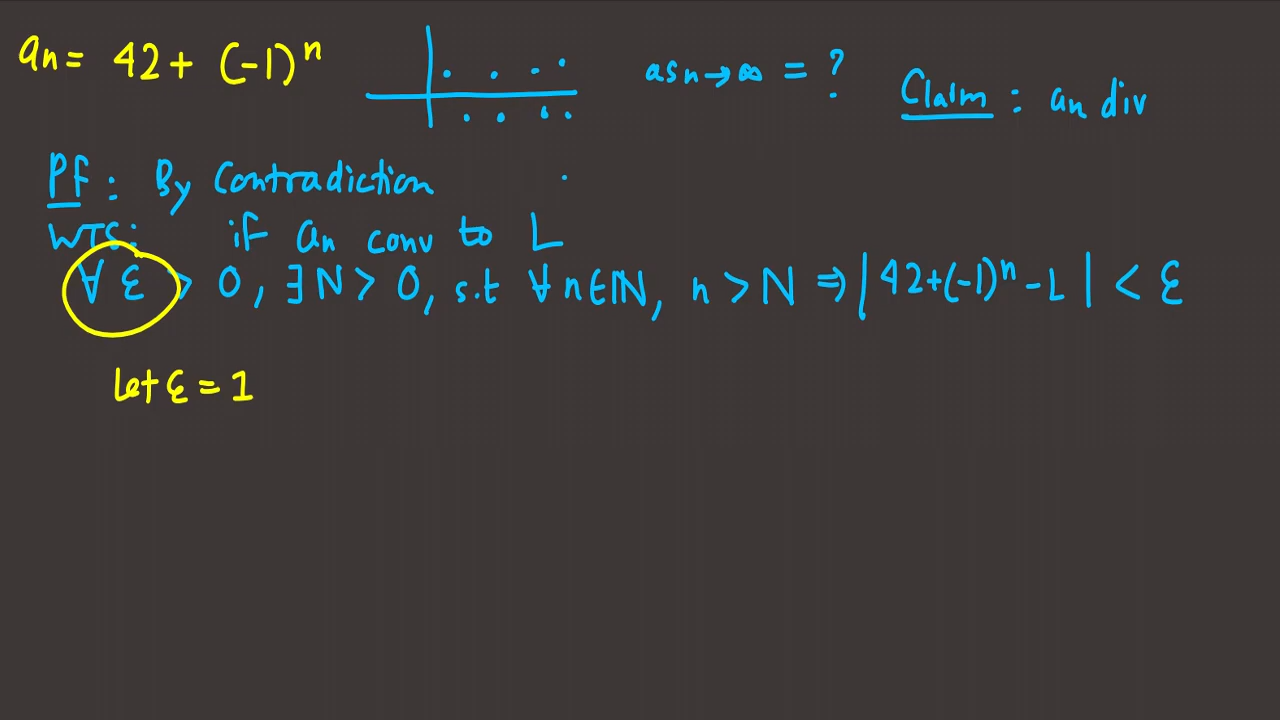 an = 42 + (-1)^n
as n → ∞ = ?
Claim : an div
Pf : By Contradiction
WTS: if an conv to L
∀ ε > 0, ∃ N > 0, s.t ∀ n ∈ ℕ, n > N ⇒ | 42+(-1)^n - L | < ε
Let ε = 1